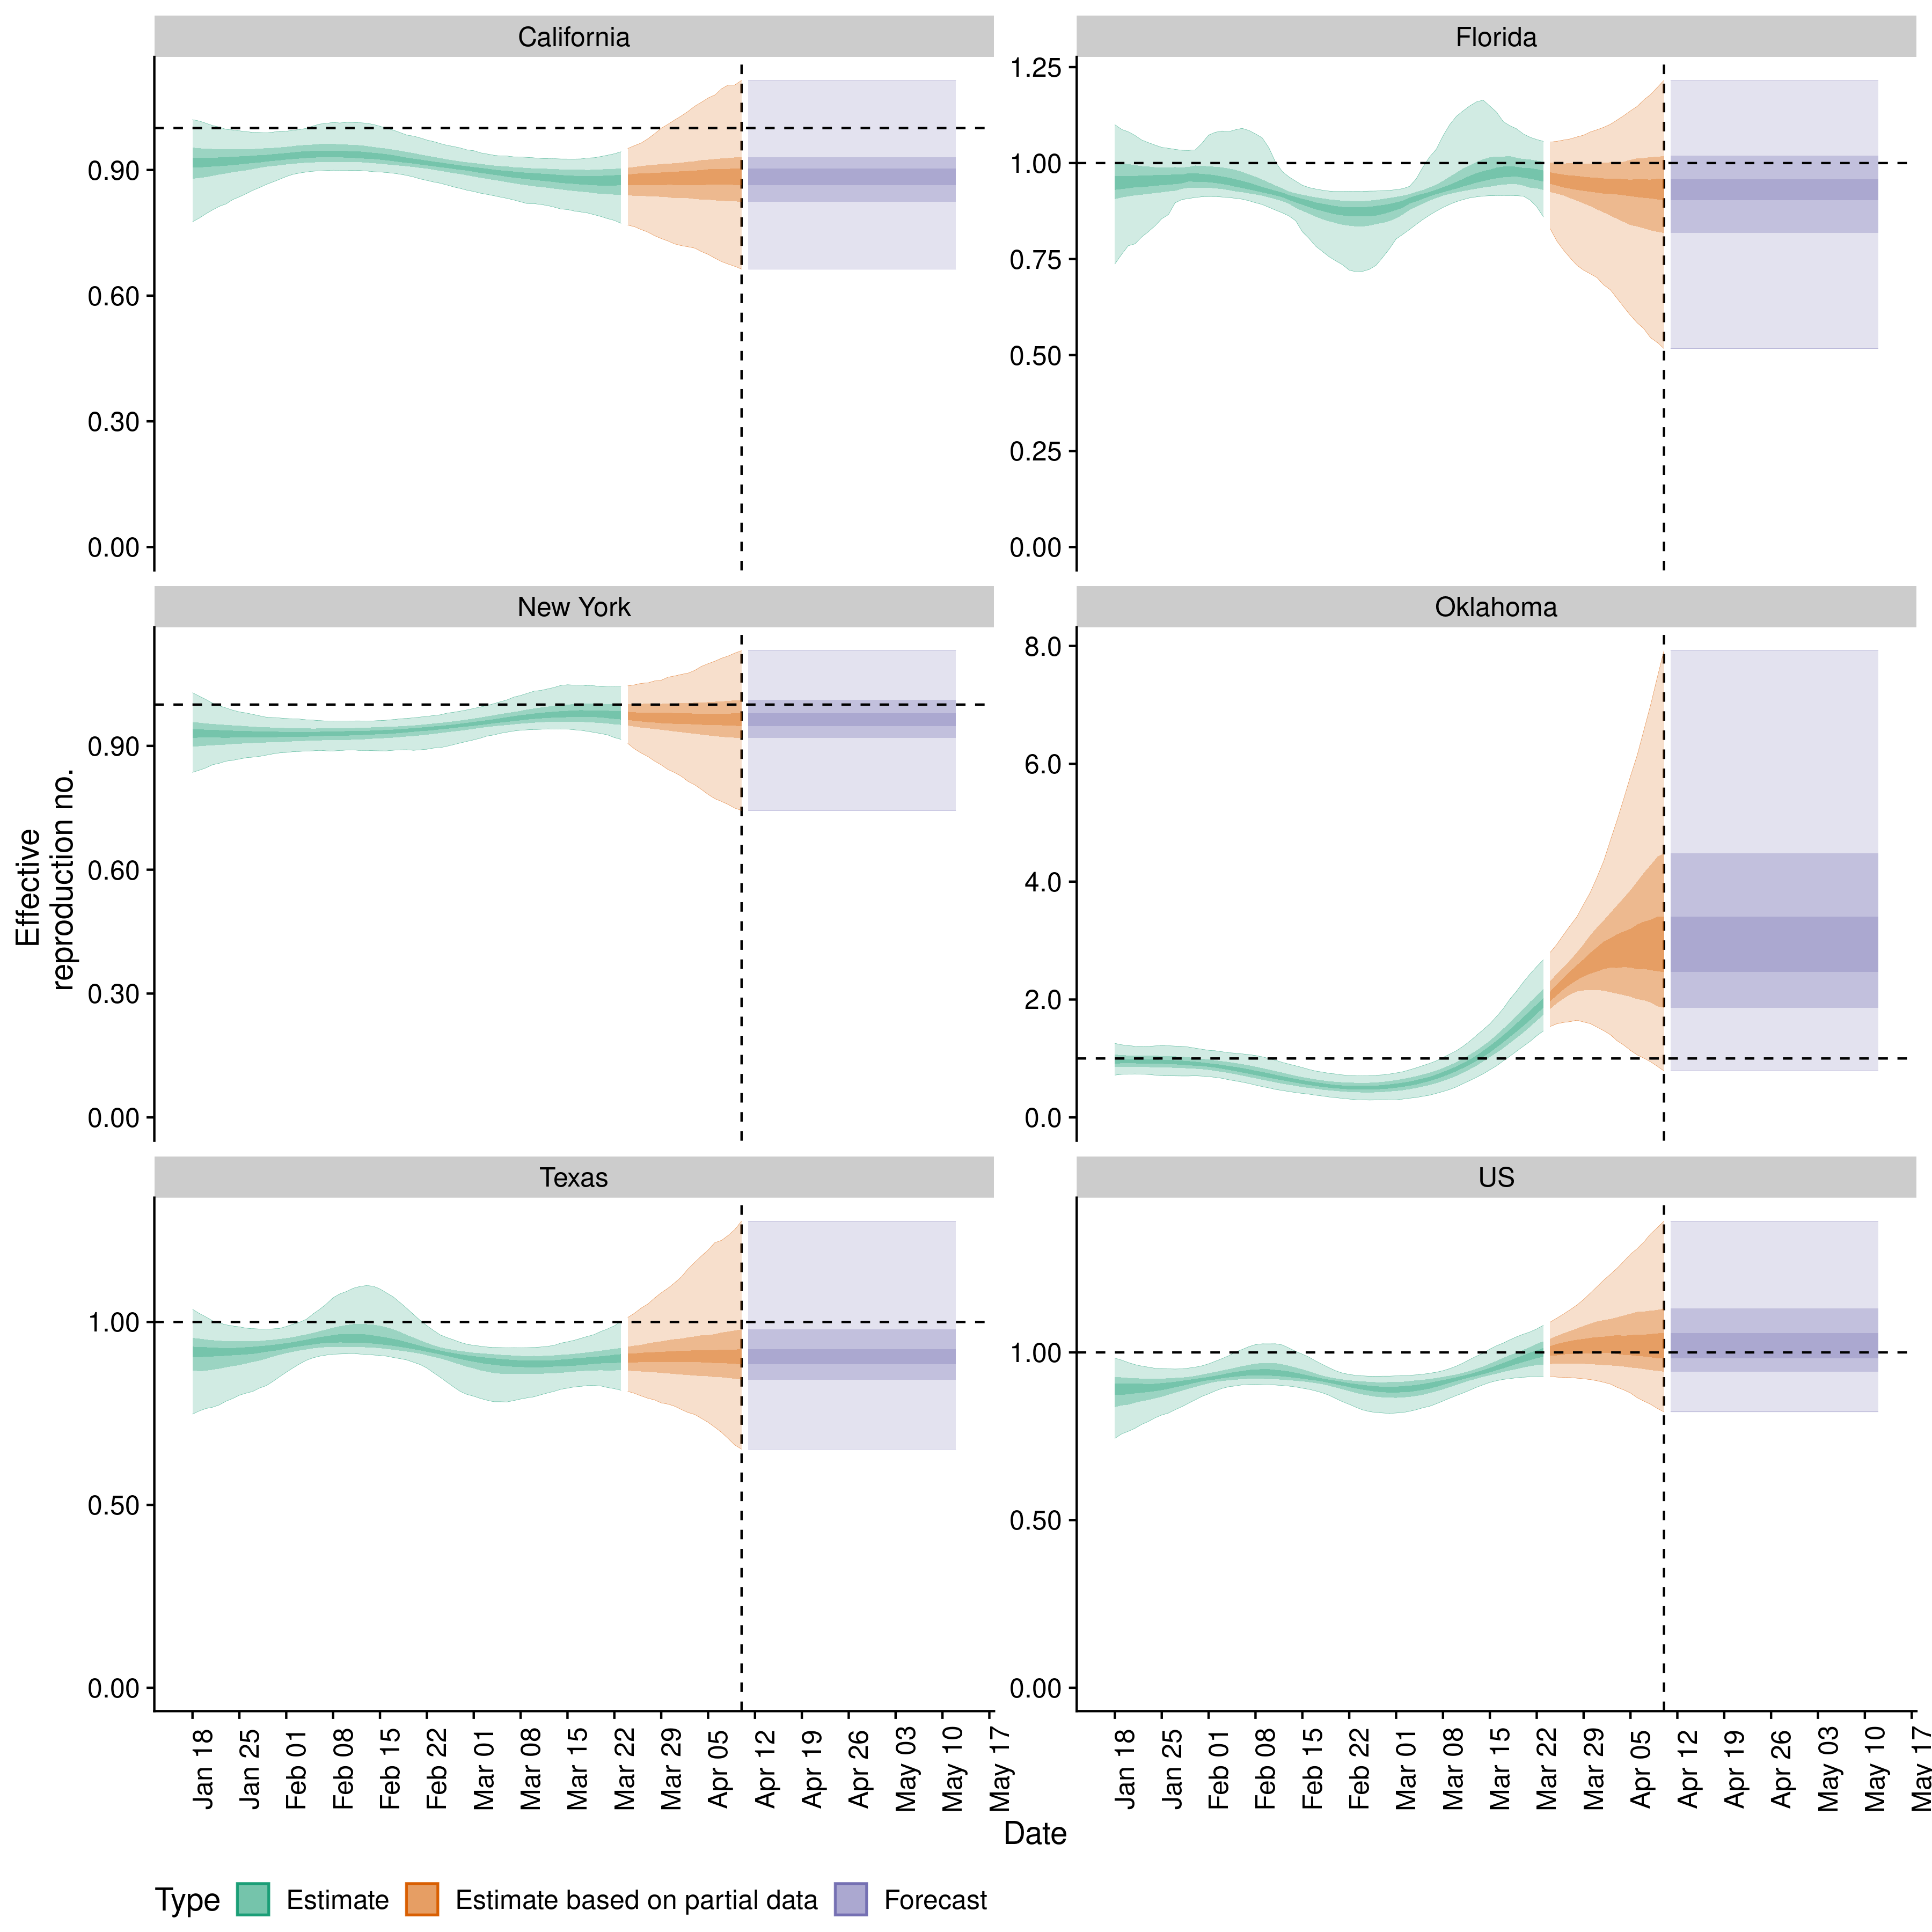 California
Florida
0.90
0.60
0.30
0.00
1.25
1.00
0.75
0.50
0.25
0.00
New York
Oklahoma
0.90
0.60
0.30
0.00
8.0
6.0
4.0
2.0
0.0
Effective
reproduction no.
Texas
US
1.00
0.50
0.00
1.00
0.50
0.00
Jan 18
Jan 25
Feb 01
Feb 08
Feb 15
Feb 22
Mar 01
Mar 08
Mar 15
Mar 22
Mar 29
Apr 05
Apr 12
Apr 19
Apr 26
May 03
May 10
May 17
Jan 18
Jan 25
Feb 01
Feb 08
Feb 15
Feb 22
Mar 01
Mar 08
Mar 15
Mar 22
Mar 29
Apr 05
Apr 12
Apr 19
Apr 26
May 03
May 10
May 17
Date
Type Estimate Estimate based on partial data Forecast